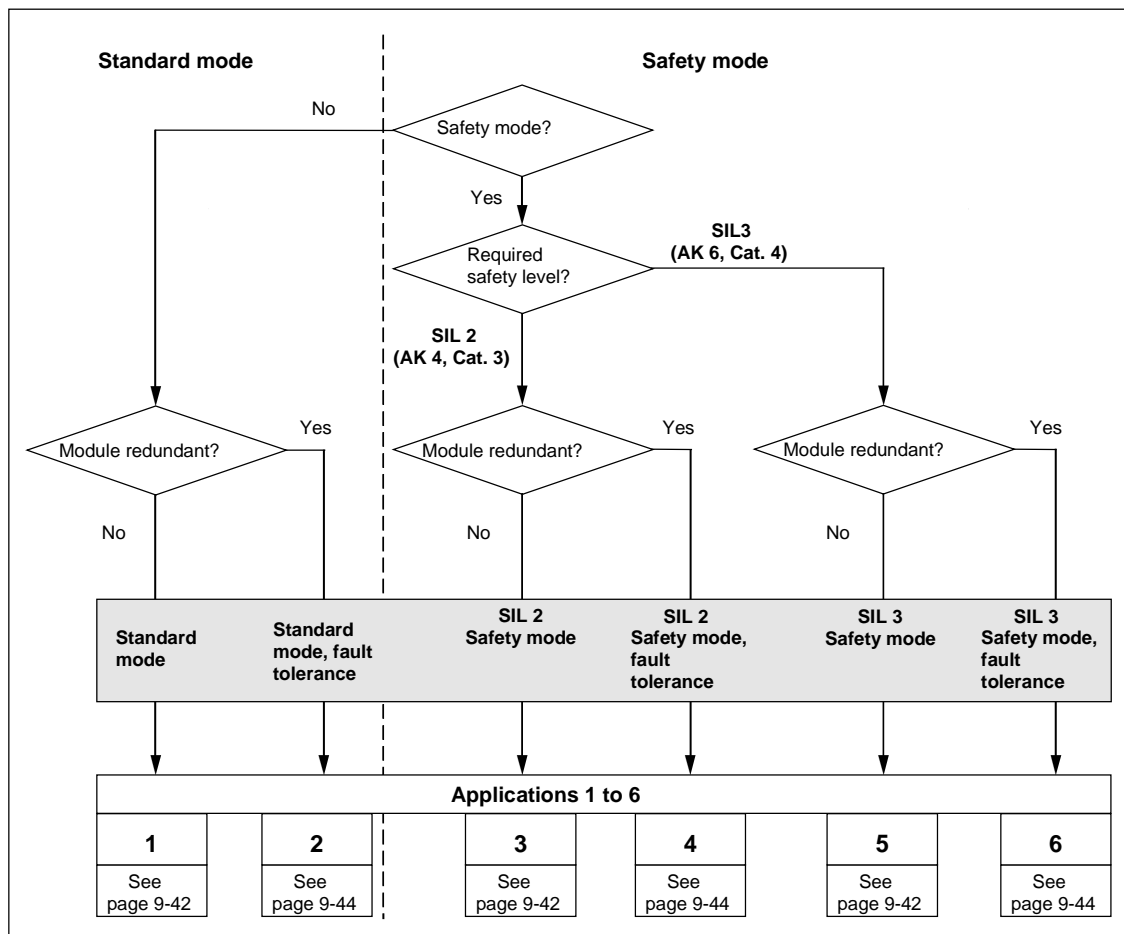 Standard mode
Safety mode
No
Safety mode?
Yes
SIL3
(AK 6, Cat. 4)
Required
safety level?
SIL 2
(AK 4, Cat. 3)
Module redundant?
Yes
Module redundant?
Yes
Module redundant?
Yes
No
No
No
Standard
mode
Standard
mode, fault
tolerance
SIL 2
Safety mode
SIL 2
Safety mode,
fault
tolerance
SIL 3
Safety mode
SIL 3
Safety mode,
fault
tolerance
Applications 1 to 6
1
See
page 9-42
2
See
page 9-44
3
See
page 9-42
4
See
page 9-44
5
See
page 9-42
6
See
page 9-44